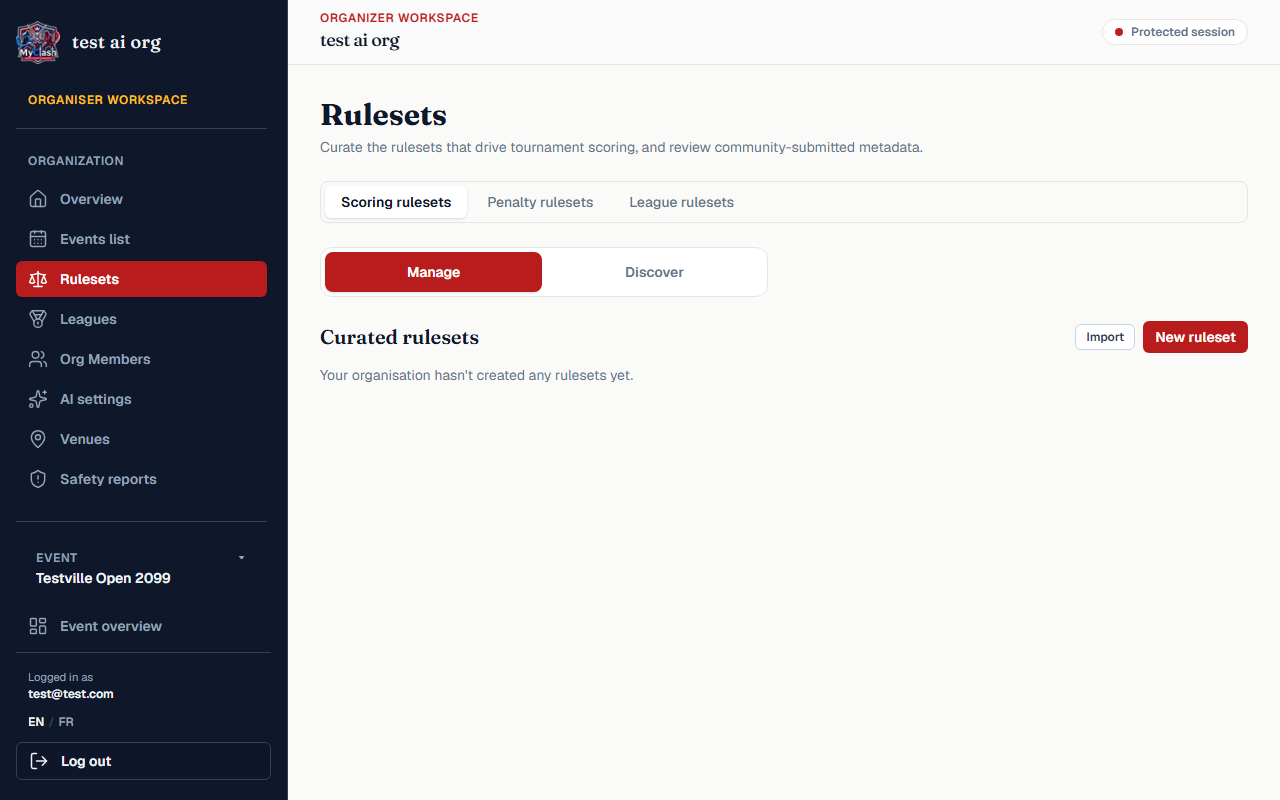 MyClash
test ai org
ORGANISER WORKSPACE
ORGANIZATION
Overview
Events list
Rulesets
Leagues
Org Members
AI settings
Venues
Safety reports
EVENT
Testville Open 2099
Event overview
Logged in as
test@test.com
EN / FR
Log out
ORGANIZER WORKSPACE
test ai org
Protected session
Rulesets
Curate the rulesets that drive tournament scoring, and review community-submitted metadata.
Scoring rulesets Penalty rulesets League rulesets
Manage Discover
Curated rulesets
Import New ruleset
Your organisation hasn't created any rulesets yet.